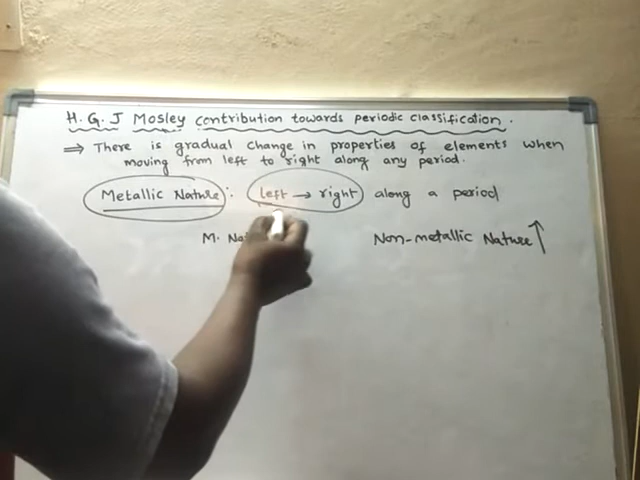 H. G. J Mosley contribution towards periodic classification.
⇒ There is gradual change in properties of elements when
moving from left to right along any period.
Metallic Nature: left → right along a period
M. Non-metallic Nature ↑